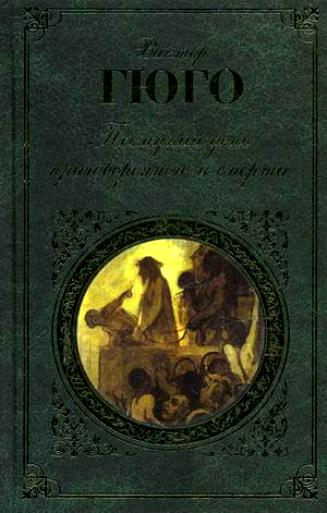 Виктор
ГЮГО
Последний день
приговоренного к смерти